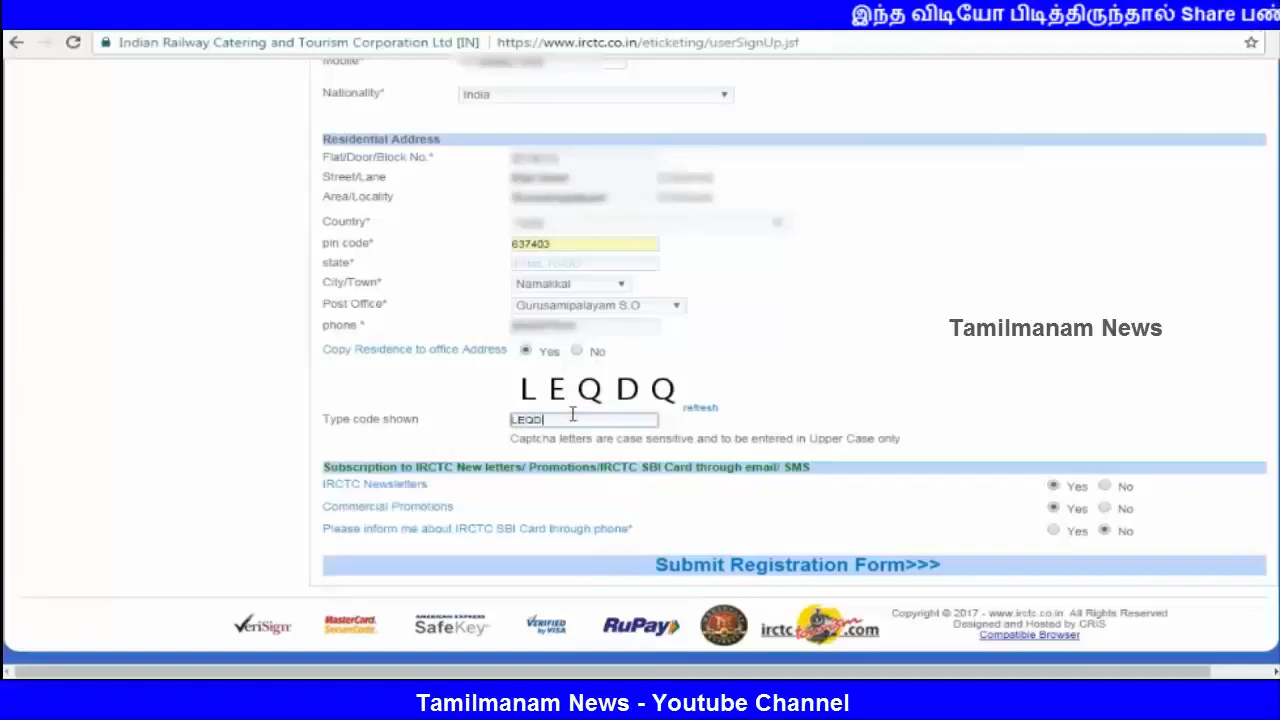 இந்த விடியோ பிடித்திருந்தால் Share பண்
Indian Railway Catering and Tourism Corporation Ltd [IN] https://www.irctc.co.in/eticketing/userSignUp.jsf
Mobile*
Nationality* India
Residential Address
Flat/Door/Block No.*
Street/Lane
Area/Locality
Country*
pin code* 637403
state*
City/Town* Namakkal
Post Office* Gurusamipalayam S.O
phone *
Tamilmanam News
Copy Residence to office Address Yes No
L E Q D Q
refresh
Type code shown LEQD
Captcha letters are case sensitive and to be entered in Upper Case only
Subscription to IRCTC New letters/ Promotions/IRCTC SBI Card through email/ SMS
IRCTC Newsletters Yes No
Commercial Promotions Yes No
Please inform me about IRCTC SBI Card through phone* Yes No
Submit Registration Form>>>
VeriSign MasterCard. SecureCode. AMERICAN EXPRESS SafeKey VERIFIED by VISA RuPay irctc tourism .com
Copyright © 2017 - www.irctc.co.in All Rights Reserved
Designed and Hosted by CRIS
Compatible Browser
Tamilmanam News - Youtube Channel